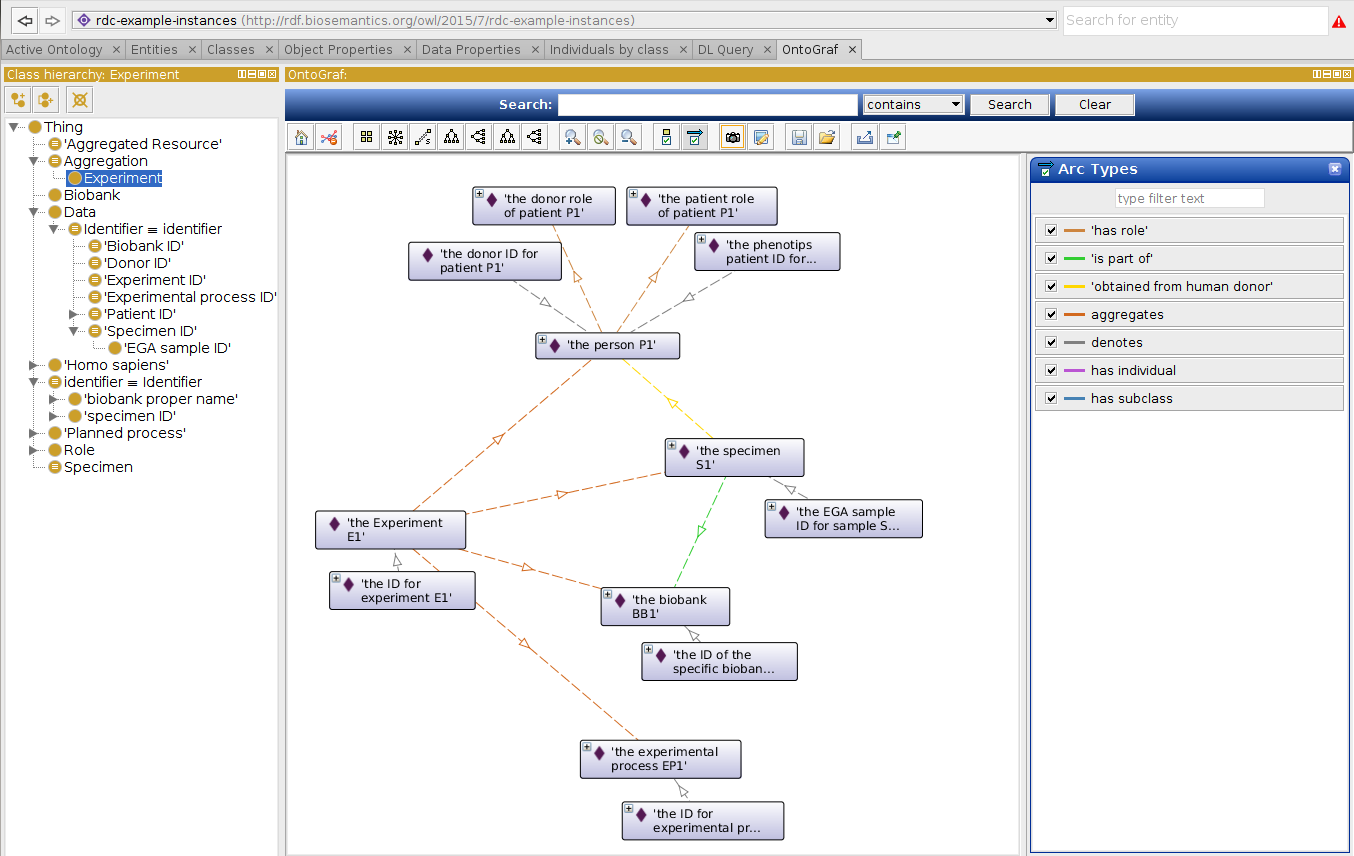 rdc-example-instances (http://rdf.biosemantics.org/owl/2015/7/rdc-example-instances)
Search for entity
Active Ontology × Entities × Classes × Object Properties × Data Properties × Individuals by class × DL Query × OntoGraf ×
Class hierarchy: Experiment
Thing
'Aggregated Resource'
Aggregation
Experiment
Biobank
Data
Identifier ≡ identifier
'Biobank ID'
'Donor ID'
'Experiment ID'
'Experimental process ID'
'Patient ID'
'Specimen ID'
'EGA sample ID'
'Homo sapiens'
identifier ≡ Identifier
'biobank proper name'
'specimen ID'
'Planned process'
Role
Specimen
OntoGraf:
Search: contains Search Clear
'the donor role
of patient P1'
'the patient role
of patient P1'
'the donor ID for
patient P1'
'the phenotips
patient ID for...
'the person P1'
'the specimen
S1'
'the EGA sample
ID for sample S...
'the Experiment
E1'
'the ID for
experiment E1'
'the biobank
BB1'
'the ID of the
specific bioban...
'the experimental
process EP1'
'the ID for
experimental pr...
Arc Types
type filter text
'has role'
'is part of'
'obtained from human donor'
aggregates
denotes
has individual
has subclass